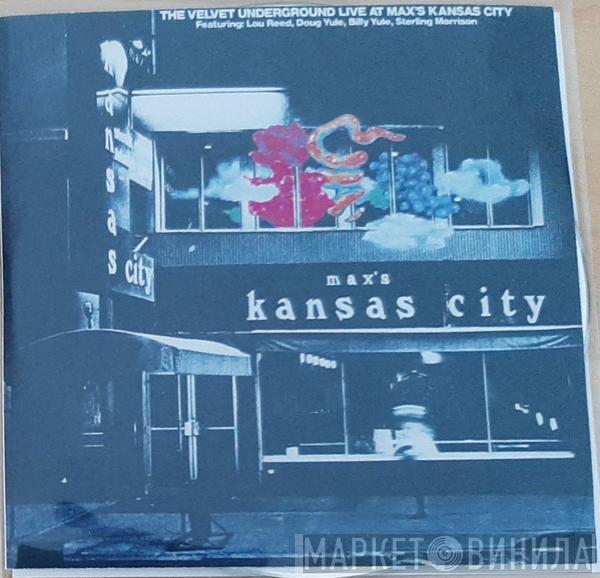 THE VELVET UNDERGROUND LIVE AT MAX'S KANSAS CITY
Featuring: Lou Reed, Doug Yule, Billy Yule, Sterling Morrison
kansas
city
max's
kansas city
МАРКЕТ ВИНИЛА